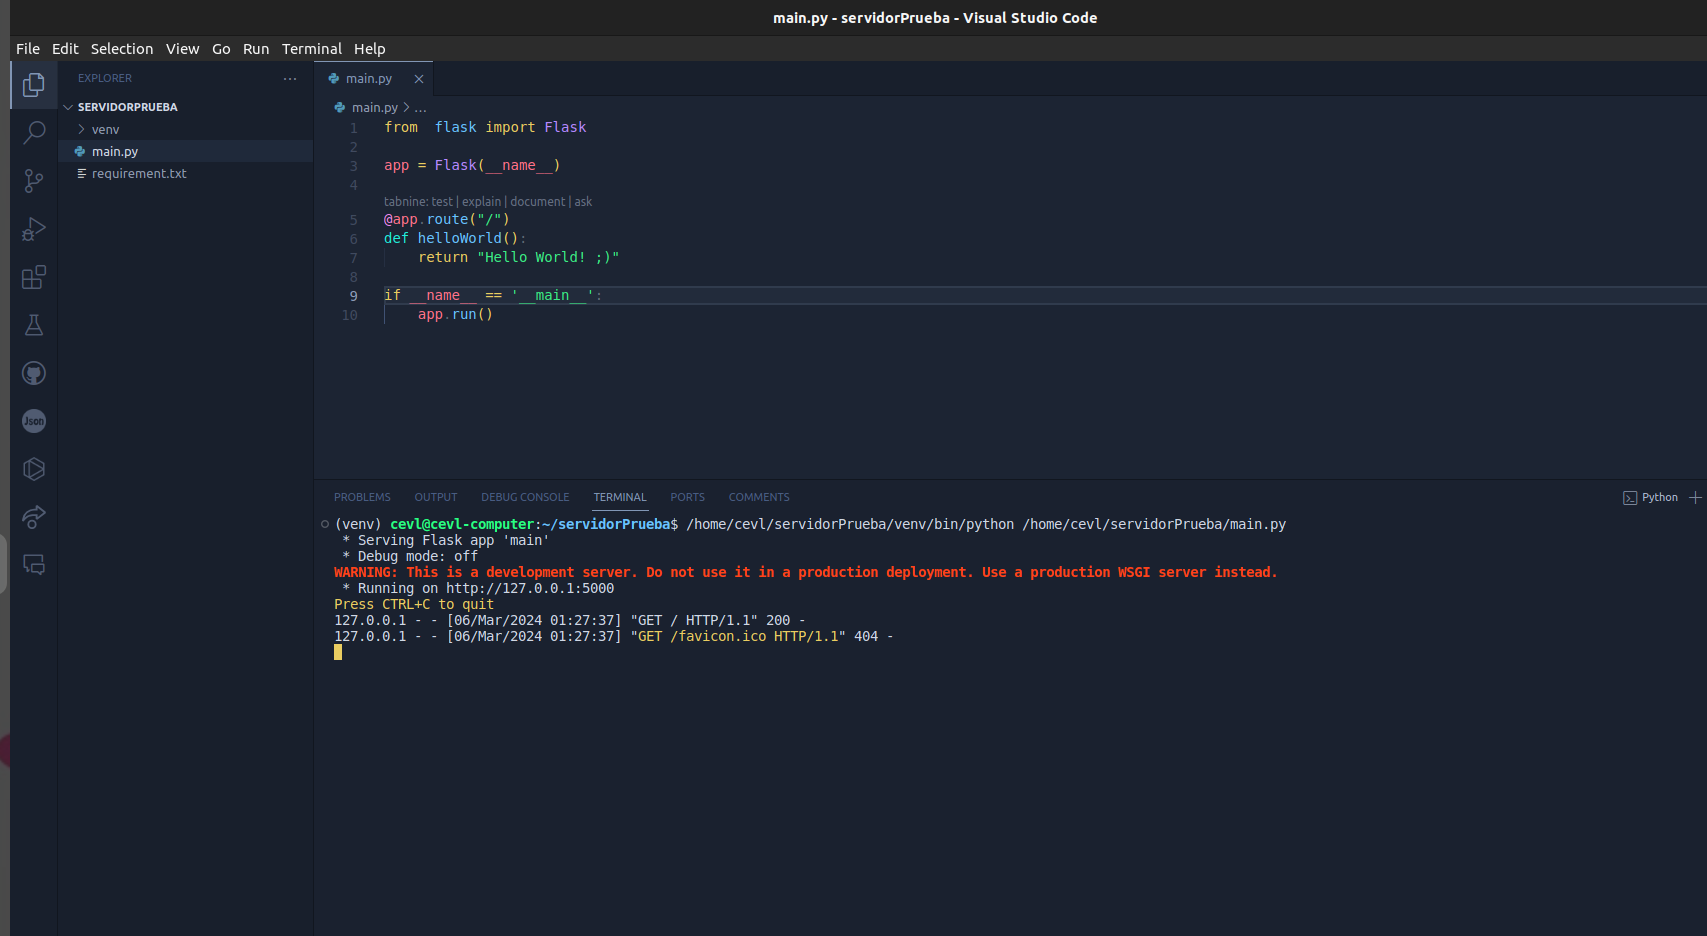 main.py - servidorPrueba - Visual Studio Code
File Edit Selection View Go Run Terminal Help
EXPLORER ...
SERVIDORPRUEBA
venv
main.py
requirement.txt
Json
main.py
main.py > ...
1 from  flask import Flask
2
3 app = Flask(__name__)
4
tabnine: test | explain | document | ask
5 @app.route("/")
6 def helloWorld():
7     return "Hello World! ;)"
8
9 if __name__ == '__main__':
10     app.run()
PROBLEMS OUTPUT DEBUG CONSOLE TERMINAL PORTS COMMENTS Python
(venv) cevl@cevl-computer:~/servidorPrueba$ /home/cevl/servidorPrueba/venv/bin/python /home/cevl/servidorPrueba/main.py
 * Serving Flask app 'main'
 * Debug mode: off
WARNING: This is a development server. Do not use it in a production deployment. Use a production WSGI server instead.
 * Running on http://127.0.0.1:5000
Press CTRL+C to quit
127.0.0.1 - - [06/Mar/2024 01:27:37] "GET / HTTP/1.1" 200 -
127.0.0.1 - - [06/Mar/2024 01:27:37] "GET /favicon.ico HTTP/1.1" 404 -